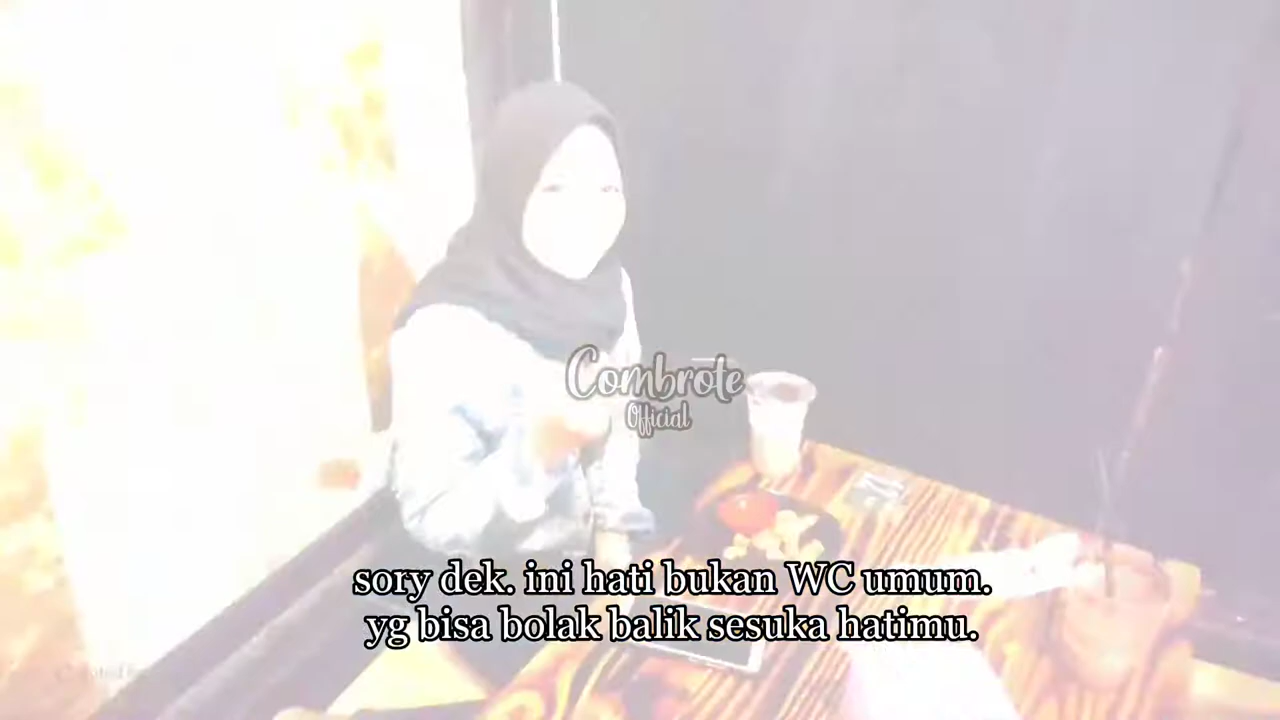 Combrote
Official
sory dek. ini hati bukan WC umum.
yg bisa bolak balik sesuka hatimu.